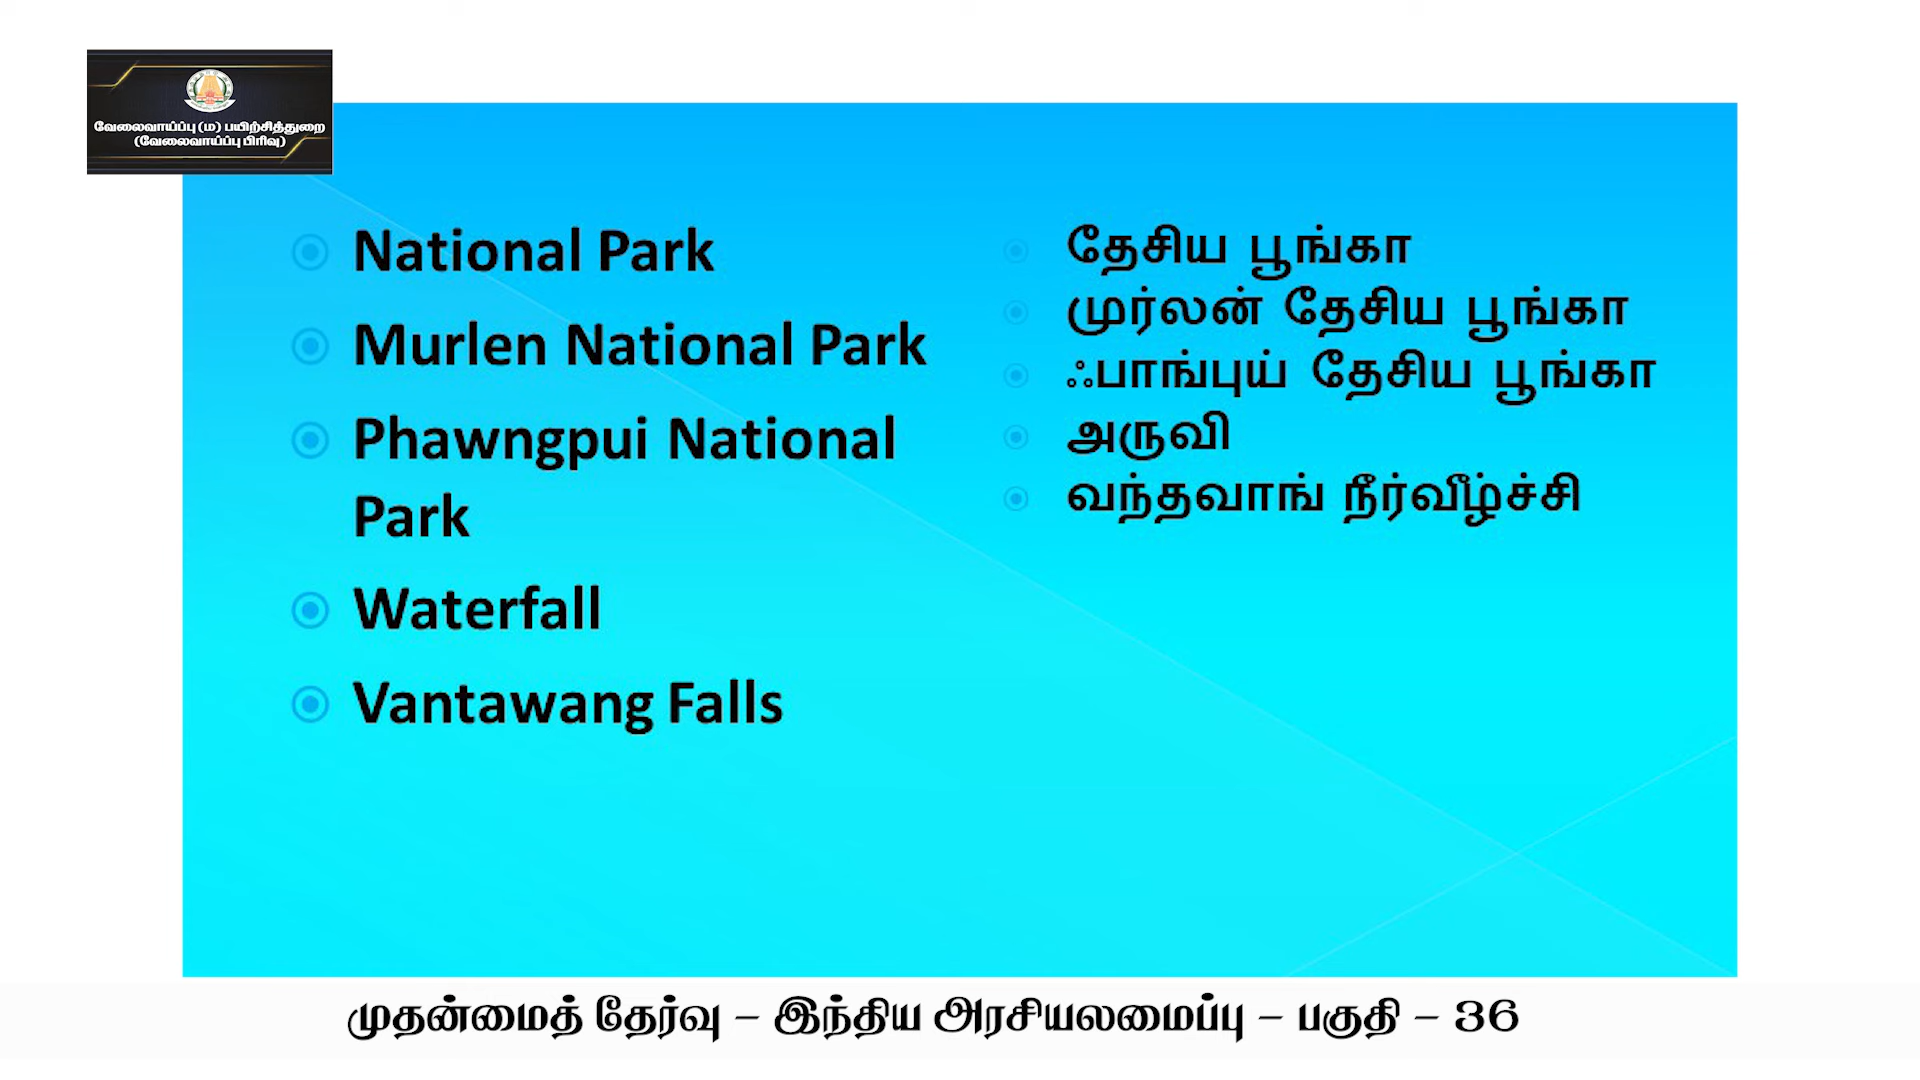 வேலைவாய்ப்பு (ம) பயிற்சித்துறை
(வேலைவாய்ப்பு பிரிவு)
National Park
Murlen National Park
Phawngpui National
Park
Waterfall
Vantawang Falls
தேசிய பூங்கா
முர்லன் தேசிய பூங்கா
ஃபாங்புய் தேசிய பூங்கா
அருவி
வந்தவாங் நீர்வீழ்ச்சி
முதன்மைத் தேர்வு – இந்திய அரசியலமைப்பு – பகுதி – 36